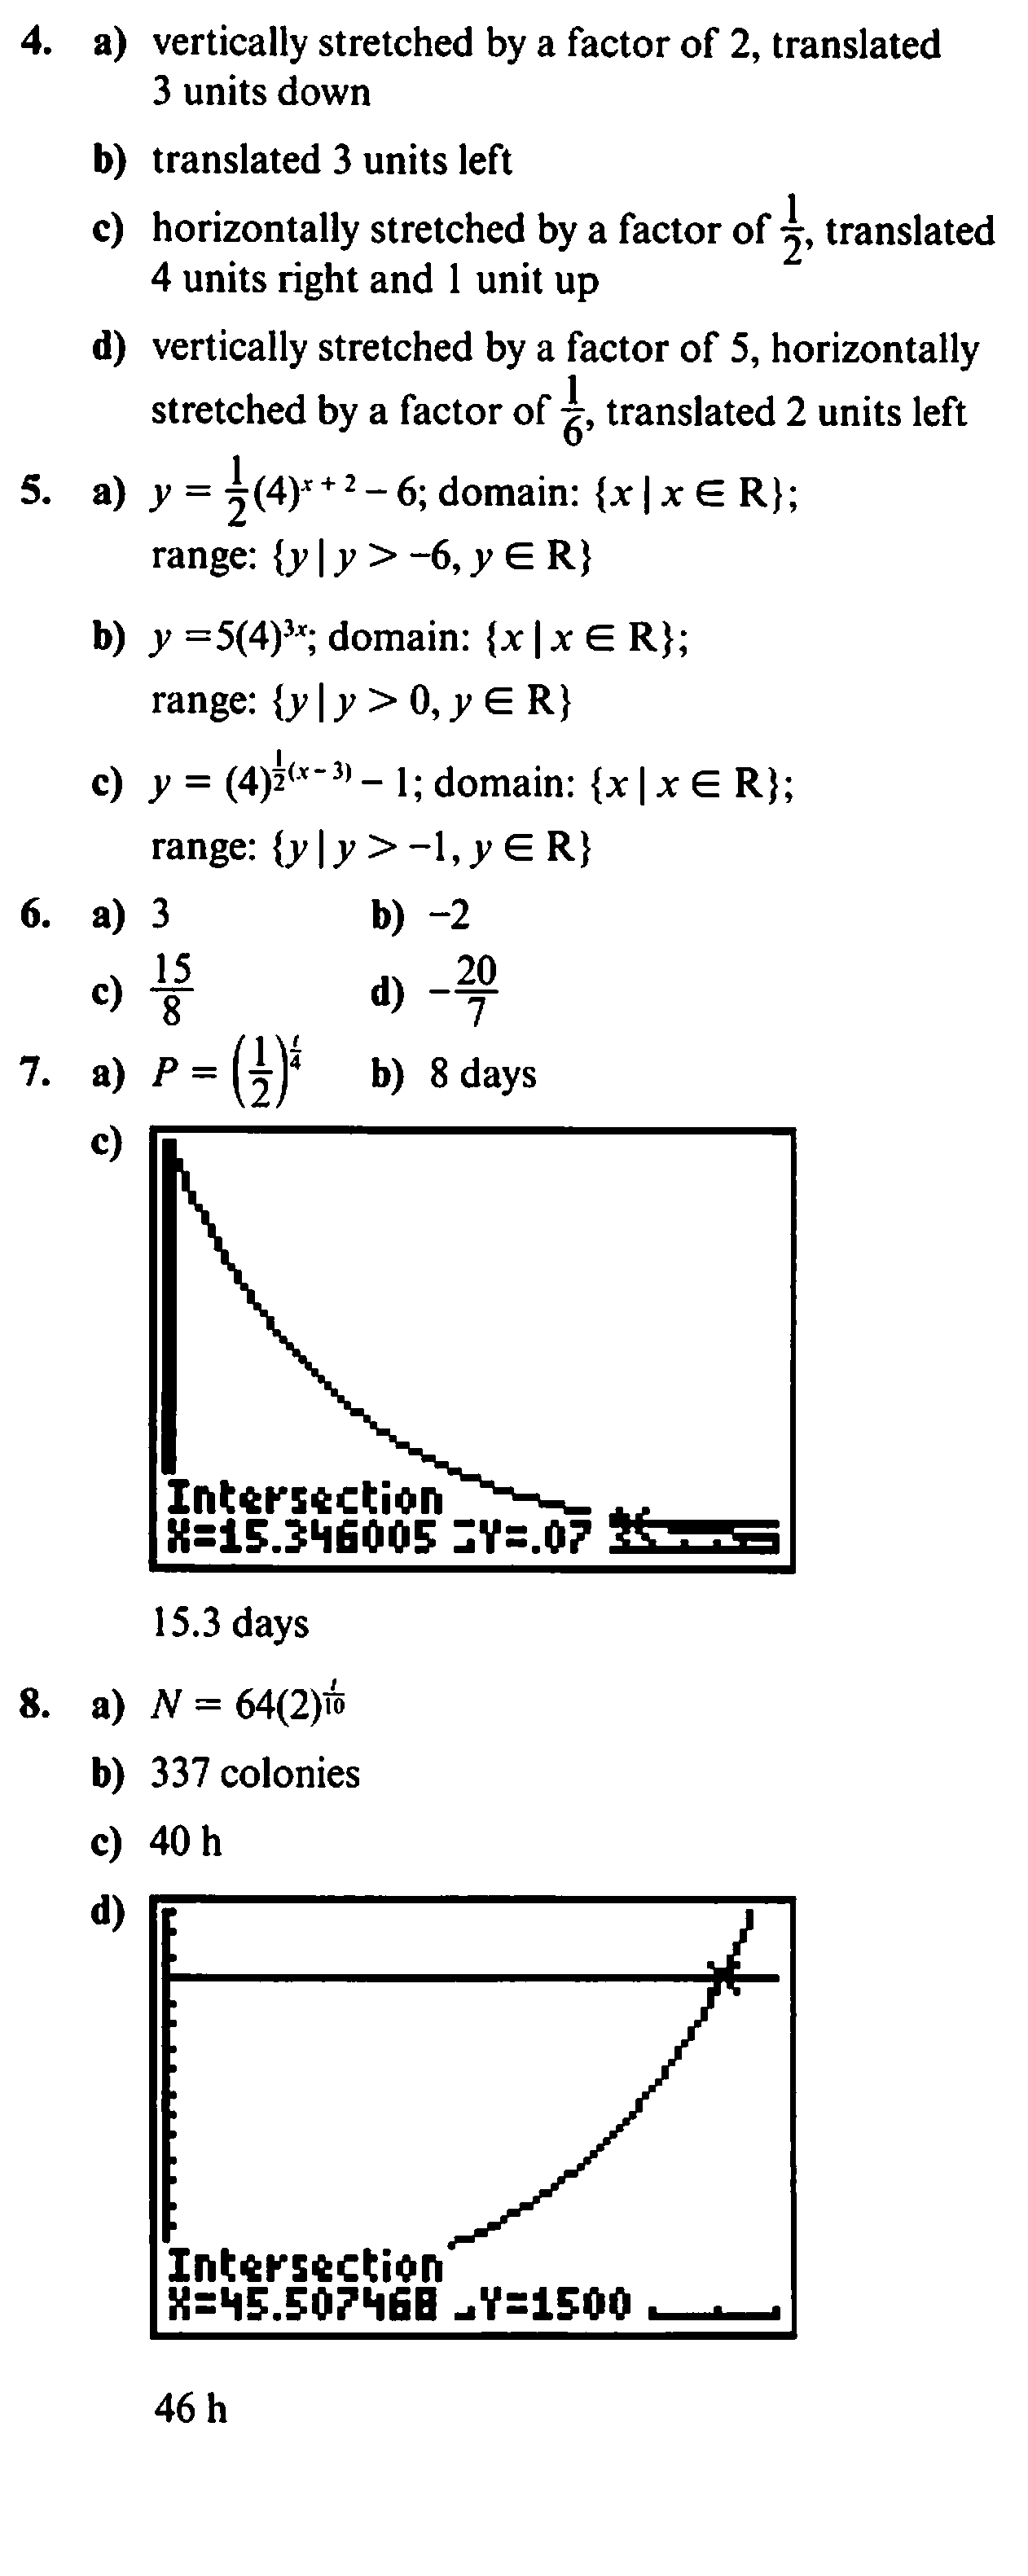 4. a) vertically stretched by a factor of 2, translated
3 units down
b) translated 3 units left
c) horizontally stretched by a factor of 1/2, translated
4 units right and 1 unit up
d) vertically stretched by a factor of 5, horizontally
stretched by a factor of 1/6, translated 2 units left
5. a) y = 1/2(4)^(x + 2) – 6; domain: {x | x ∈ R};
range: {y | y > –6, y ∈ R}
b) y =5(4)^(3x); domain: {x | x ∈ R};
range: {y | y > 0, y ∈ R}
c) y = (4)^(1/2(x – 3)) – 1; domain: {x | x ∈ R};
range: {y | y > –1, y ∈ R}
6. a) 3 b) –2
c) 15/8 d) –20/7
7. a) P = (1/2)^(t/4) b) 8 days
c)
Intersection
X=15.346005 Y=.07
15.3 days
8. a) N = 64(2)^(t/10)
b) 337 colonies
c) 40 h
d)
Intersection
X=45.507468 Y=1500
46 h